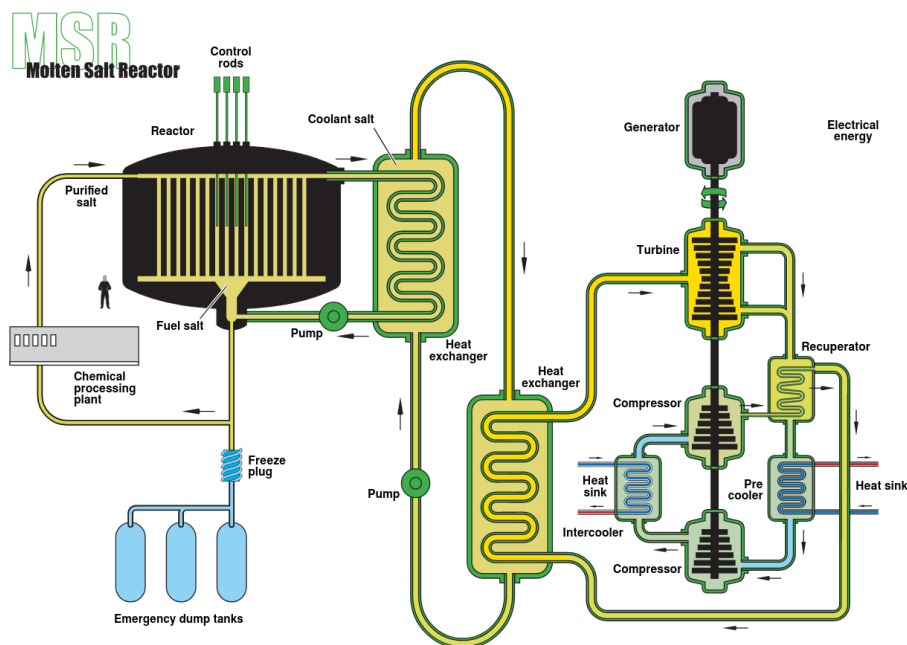 MSR
Molten Salt Reactor
Control
rods
Reactor
Coolant salt
Generator
Electrical
energy
Purified
salt
Turbine
Fuel salt
Pump
Heat
exchanger
Recuperator
Chemical
processing
plant
Heat
exchanger
Compressor
Freeze
plug
Pump
Heat
sink
Pre
cooler
Heat sink
Intercooler
Compressor
Emergency dump tanks